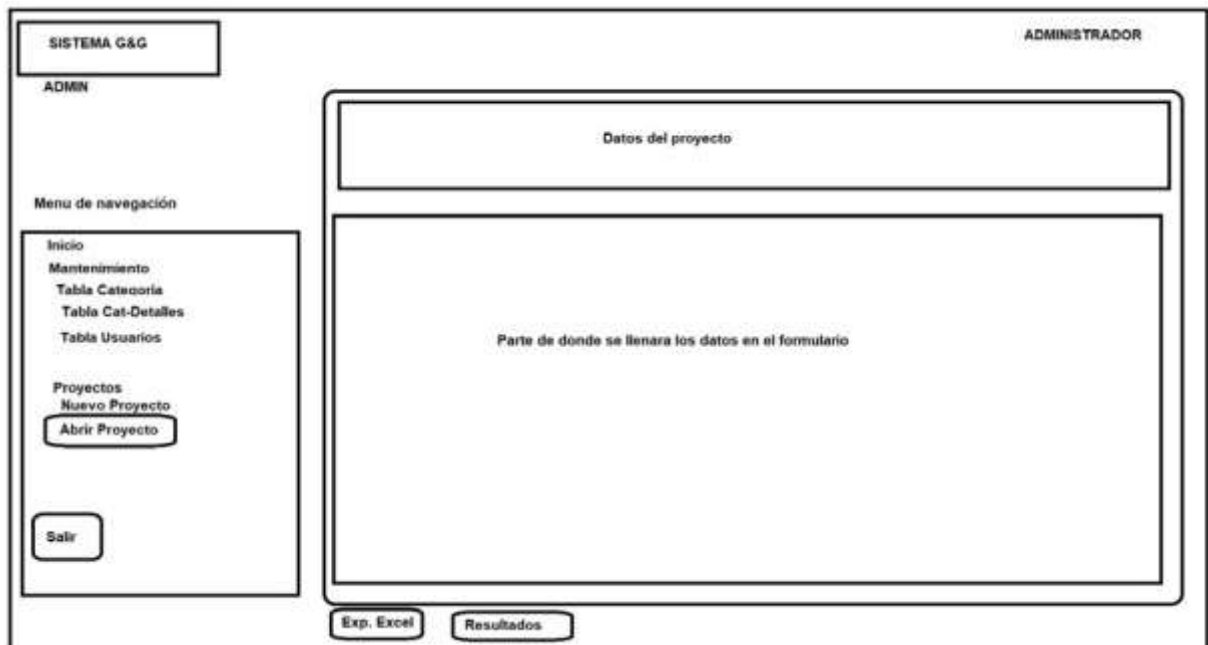 SISTEMA G&G
ADMINISTRADOR
ADMIN
Datos del proyecto
Menu de navegación
Inicio
Mantenimiento
Tabla Categoria
Tabla Cat-Detalles
Tabla Usuarios
Parte de donde se llenara los datos en el formulario
Proyectos
Nuevo Proyecto
Abrir Proyecto
Salir
Exp. Excel
Resultados